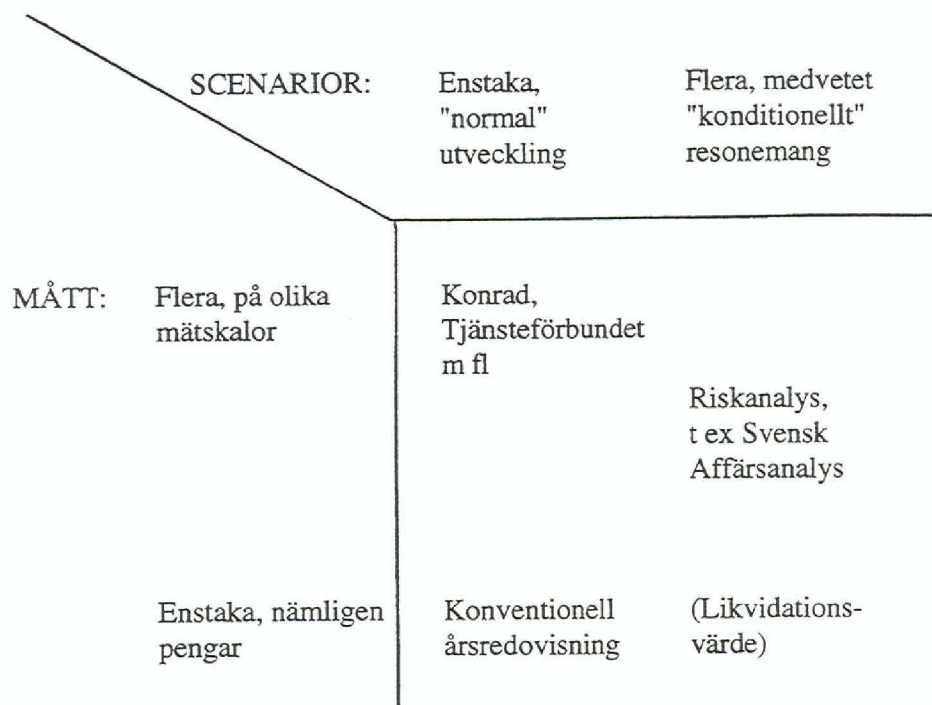 SCENARIOR:
Enstaka,
"normal"
utveckling
Flera, medvetet
"konditionellt"
resonemang
MÅTT:
Flera, på olika
mätskalor
Konrad,
Tjänsteförbundet
m fl
Riskanalys,
t ex Svensk
Affärsanalys
Enstaka, nämligen
pengar
Konventionell
årsredovisning
(Likvidations-
värde)